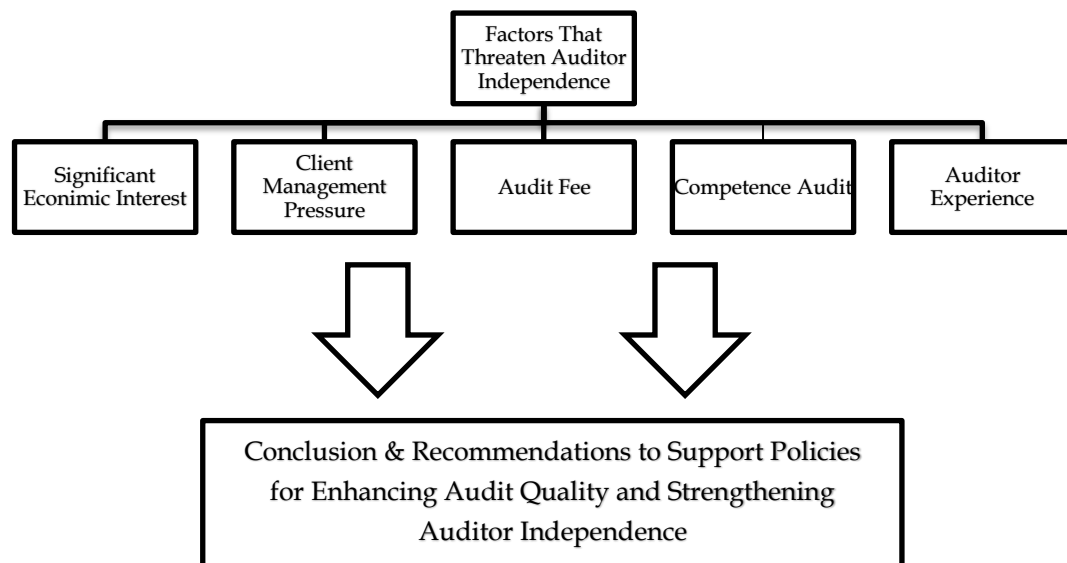 Factors That
Threaten Auditor
Independence
Significant
Econimic Interest
Client
Management
Pressure
Audit Fee
Competence Audit
Auditor
Experience
Conclusion & Recommendations to Support Policies
for Enhancing Audit Quality and Strengthening
Auditor Independence